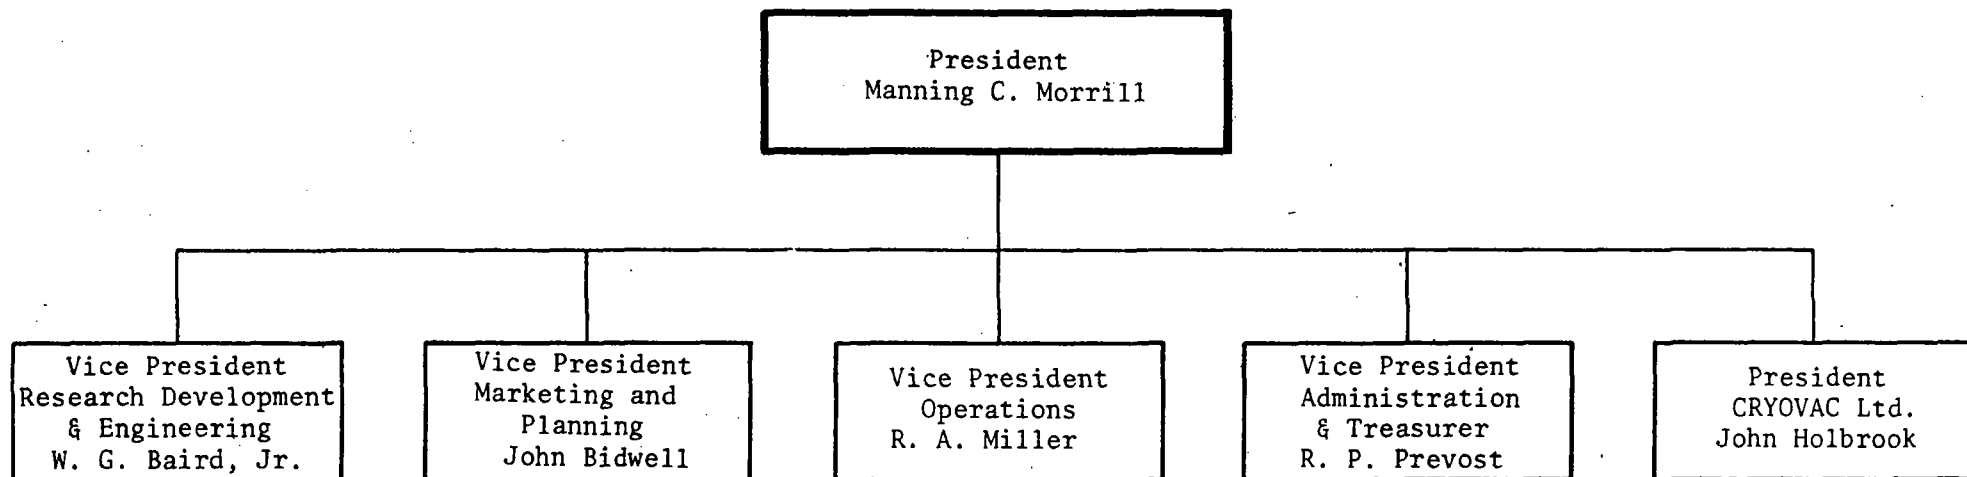 President
Manning C. Morrill
Vice President
Research Development
& Engineering
W. G. Baird, Jr.
Vice President
Marketing and
Planning
John Bidwell
Vice President
Operations
R. A. Miller
Vice President
Administration
& Treasurer
R. P. Prevost
President
CRYOVAC Ltd.
John Holbrook